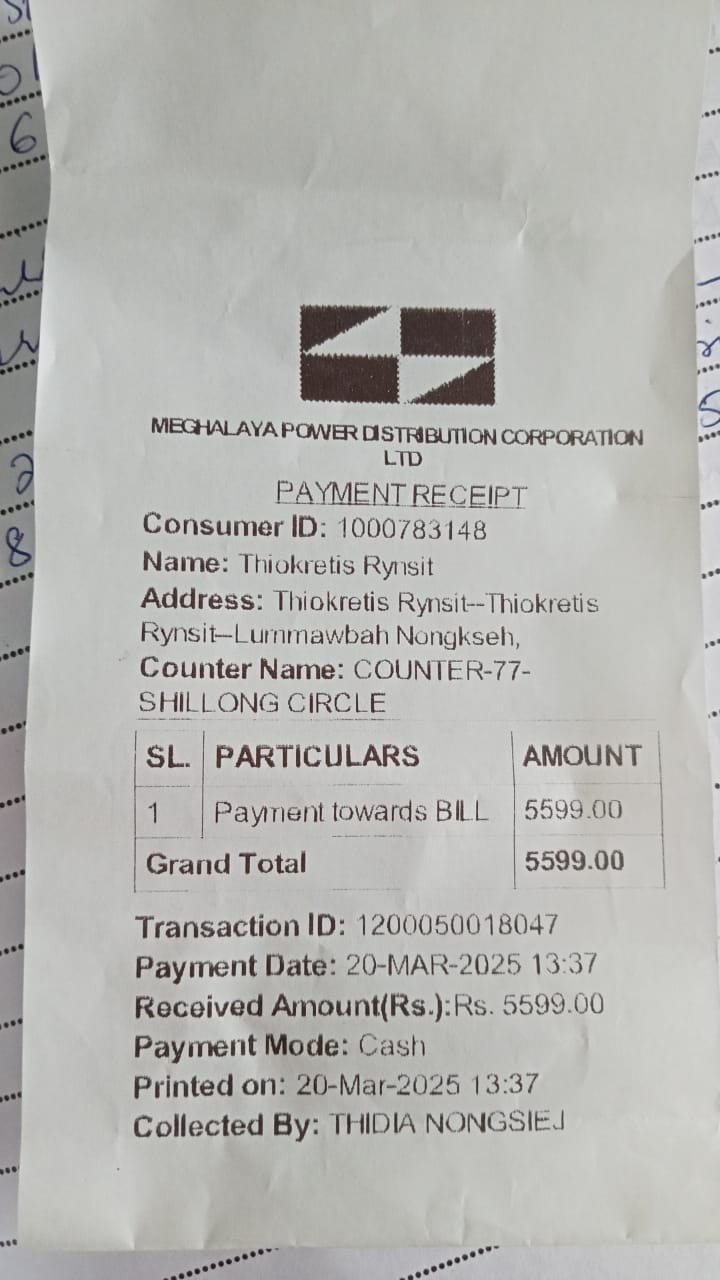 MEGHALAYA POWER DISTRIBUTION CORPORATION
LTD
PAYMENT RECEIPT
Consumer ID: 1000783148
Name: Thiokretis Rynsit
Address: Thiokretis Rynsit--Thiokretis
Rynsit--Lummawbah Nongkseh,
Counter Name: COUNTER-77-
SHILLONG CIRCLE
SL. PARTICULARS AMOUNT
1 Payment towards BILL 5599.00
Grand Total 5599.00
Transaction ID: 1200050018047
Payment Date: 20-MAR-2025 13:37
Received Amount(Rs.):Rs. 5599.00
Payment Mode: Cash
Printed on: 20-Mar-2025 13:37
Collected By: THIDIA NONGSIEJ
6
8